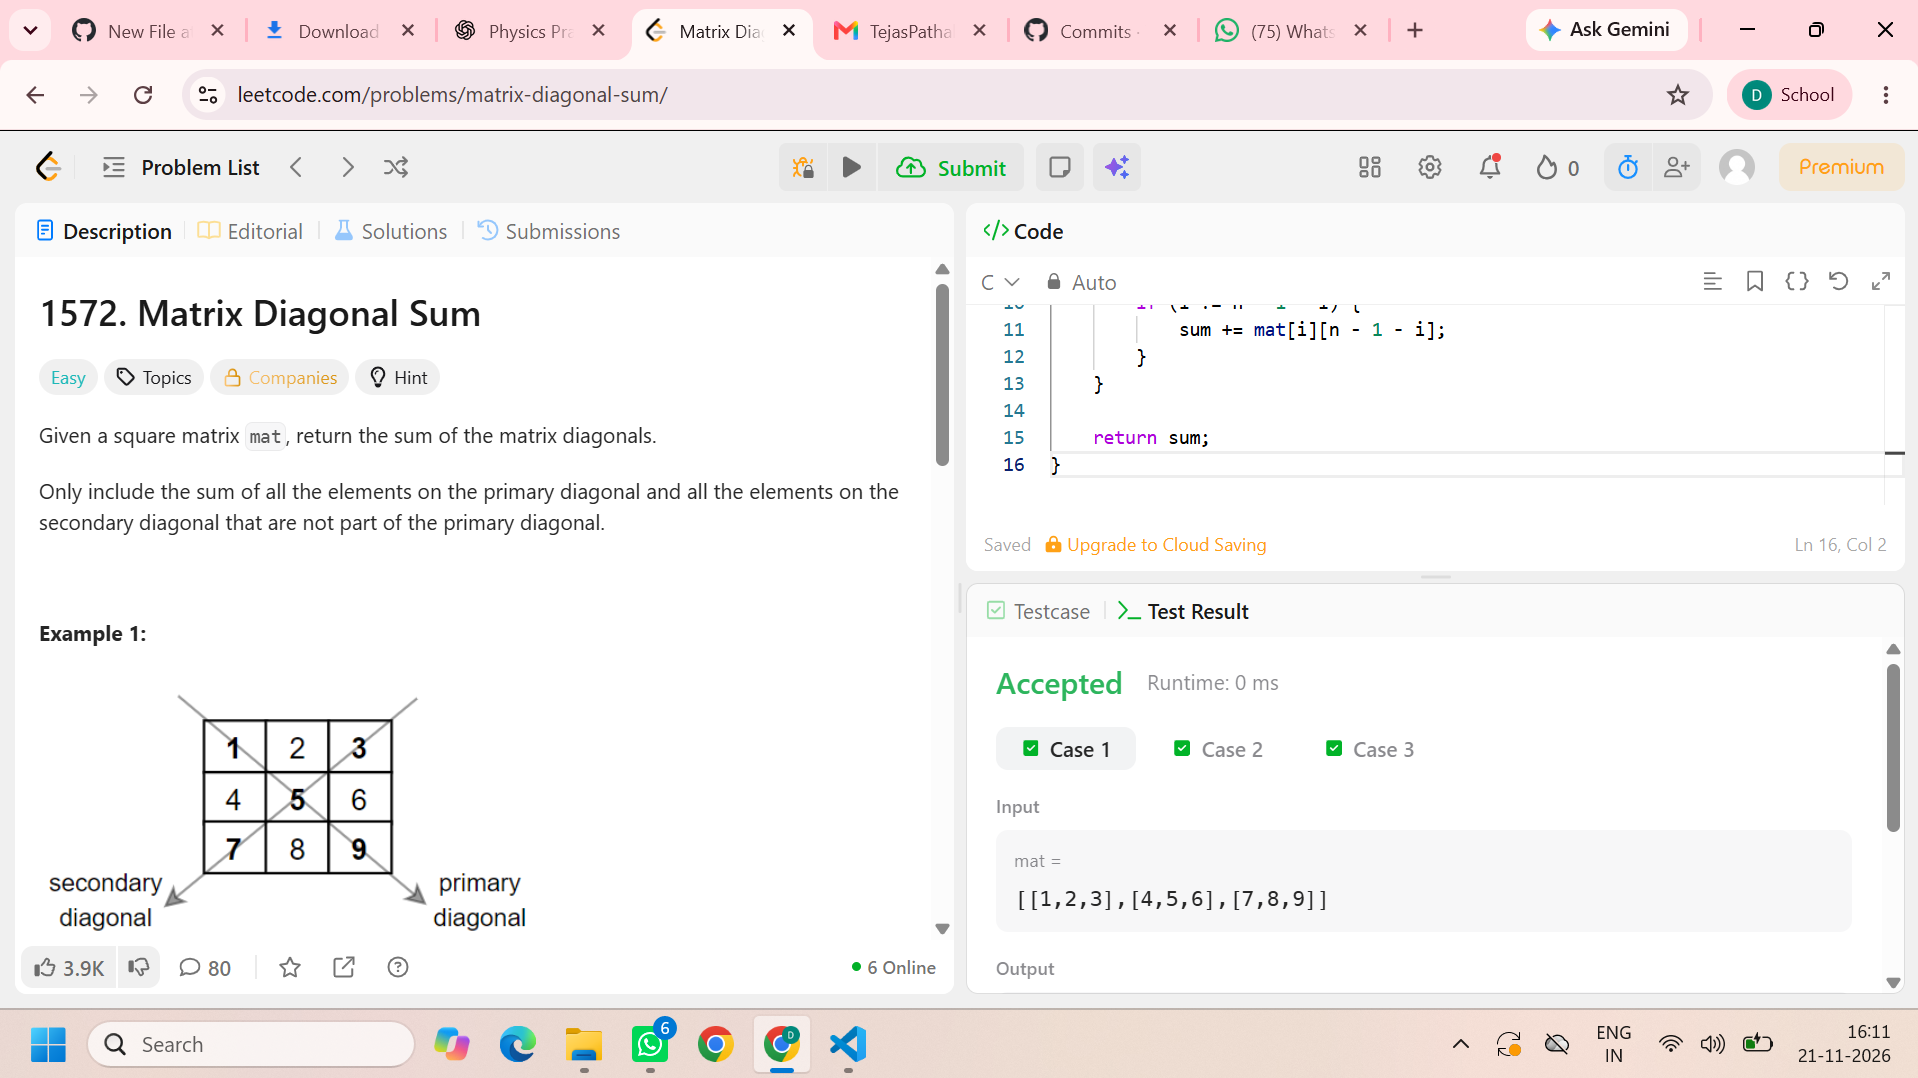 New File a
Download
Physics Pra
Matrix Dia
TejasPatha
Commits ·
(75) Whats
Ask Gemini
leetcode.com/problems/matrix-diagonal-sum/
D School
Problem List
Submit
0
Premium
Description
Editorial
Solutions
Submissions
1572. Matrix Diagonal Sum
Easy
Topics
Companies
Hint
Given a square matrix mat, return the sum of the matrix diagonals.
Only include the sum of all the elements on the primary diagonal and all the elements on the
secondary diagonal that are not part of the primary diagonal.
Example 1:
1 2 3
4 5 6
7 8 9
secondary
diagonal
primary
diagonal
3.9K
80
6 Online
</> Code
C
Auto
10 if (i != n - 1 - i) {
11 sum += mat[i][n - 1 - i];
12 }
13 }
14
15 return sum;
16 }
Saved
Upgrade to Cloud Saving
Ln 16, Col 2
Testcase
Test Result
Accepted
Runtime: 0 ms
Case 1
Case 2
Case 3
Input
mat =
[[1,2,3],[4,5,6],[7,8,9]]
Output
Search
6
D
ENG
IN
16:11
21-11-2026